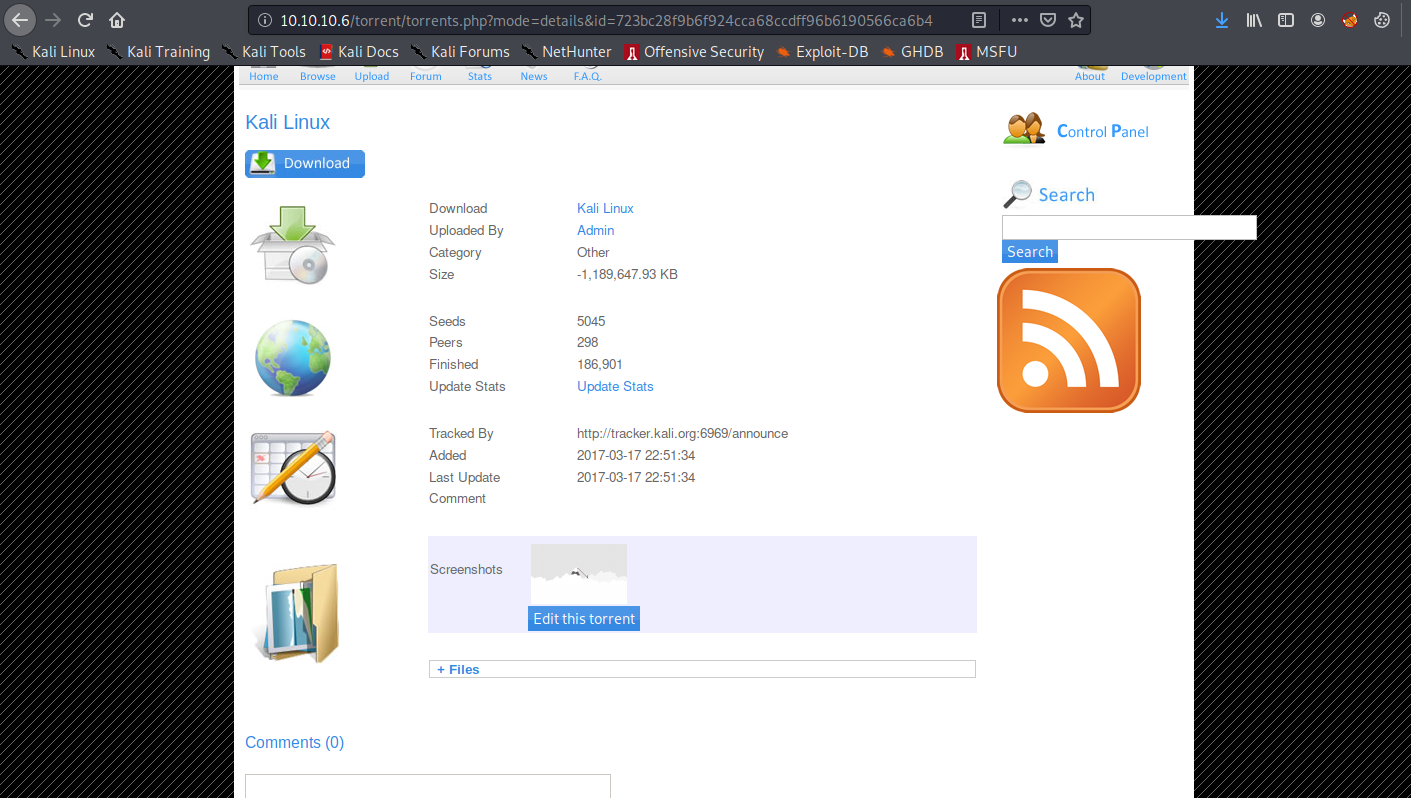 10.10.10.6/torrent/torrents.php?mode=details&id=723bc28f9b6f924cca68ccdff96b6190566ca6b4
Kali Linux Kali Training Kali Tools Kali Docs Kali Forums NetHunter Offensive Security Exploit-DB GHDB MSFU
Home Browse Upload Forum Stats News F.A.Q. About Development
Kali Linux
Control Panel
Download
Search
Download Kali Linux
Uploaded By Admin
Category Other
Search
Size -1,189,647.93 KB
Seeds 5045
Peers 298
Finished 186,901
Update Stats Update Stats
Tracked By http://tracker.kali.org:6969/announce
Added 2017-03-17 22:51:34
Last Update 2017-03-17 22:51:34
Comment
Screenshots
Edit this torrent
+ Files
Comments (0)